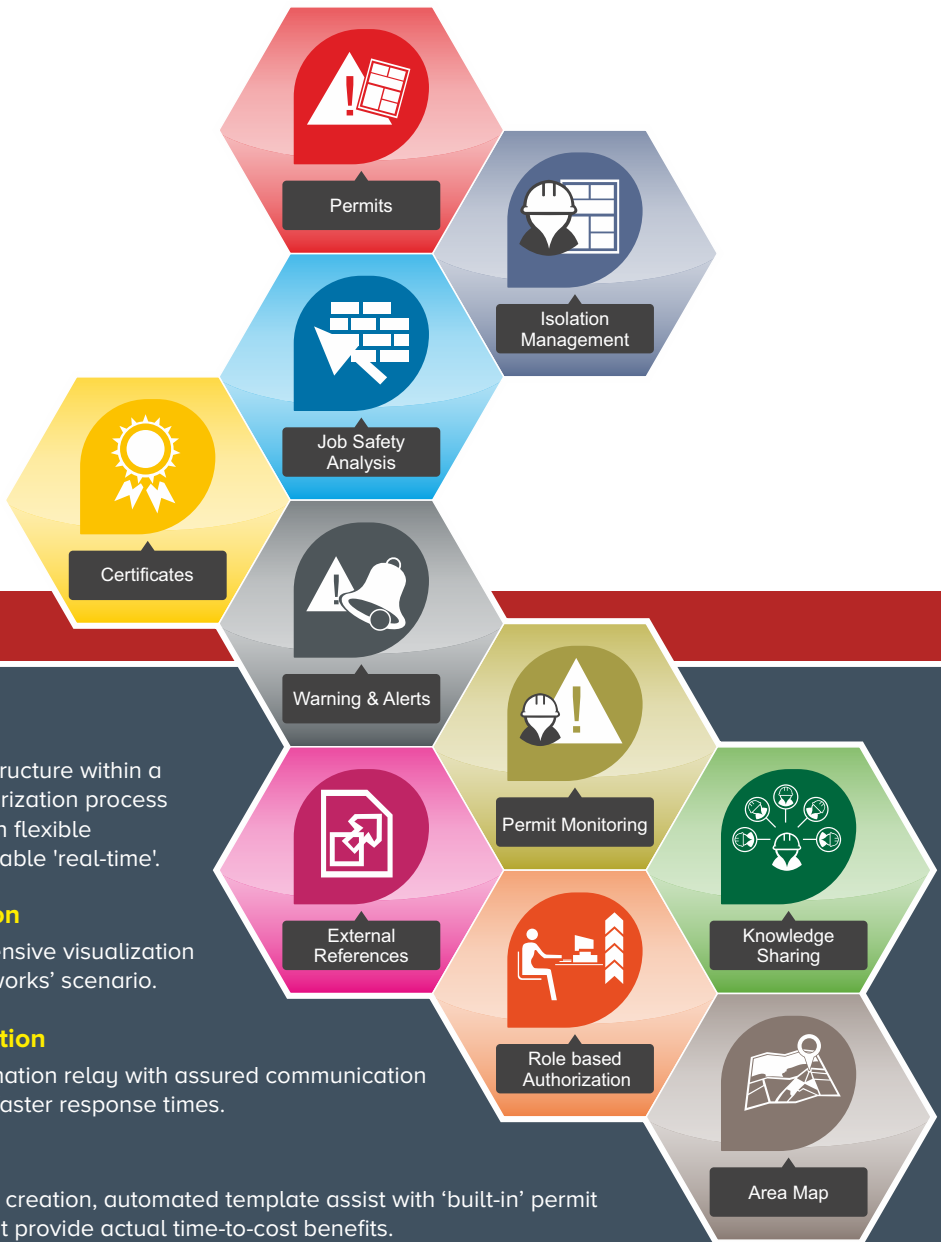 Permits
Isolation
Management
Job Safety
Analysis
Certificates
Warning & Alerts
Permit Monitoring
External
References
Knowledge
Sharing
Role based
Authorization
Area Map
tructure within a
rization process
flexible
able 'real-time'.
on
ensive visualization
works’ scenario.
tion
nation relay with assured communication
aster response times.
creation, automated template assist with ‘built-in’ permit
t provide actual time-to-cost benefits.